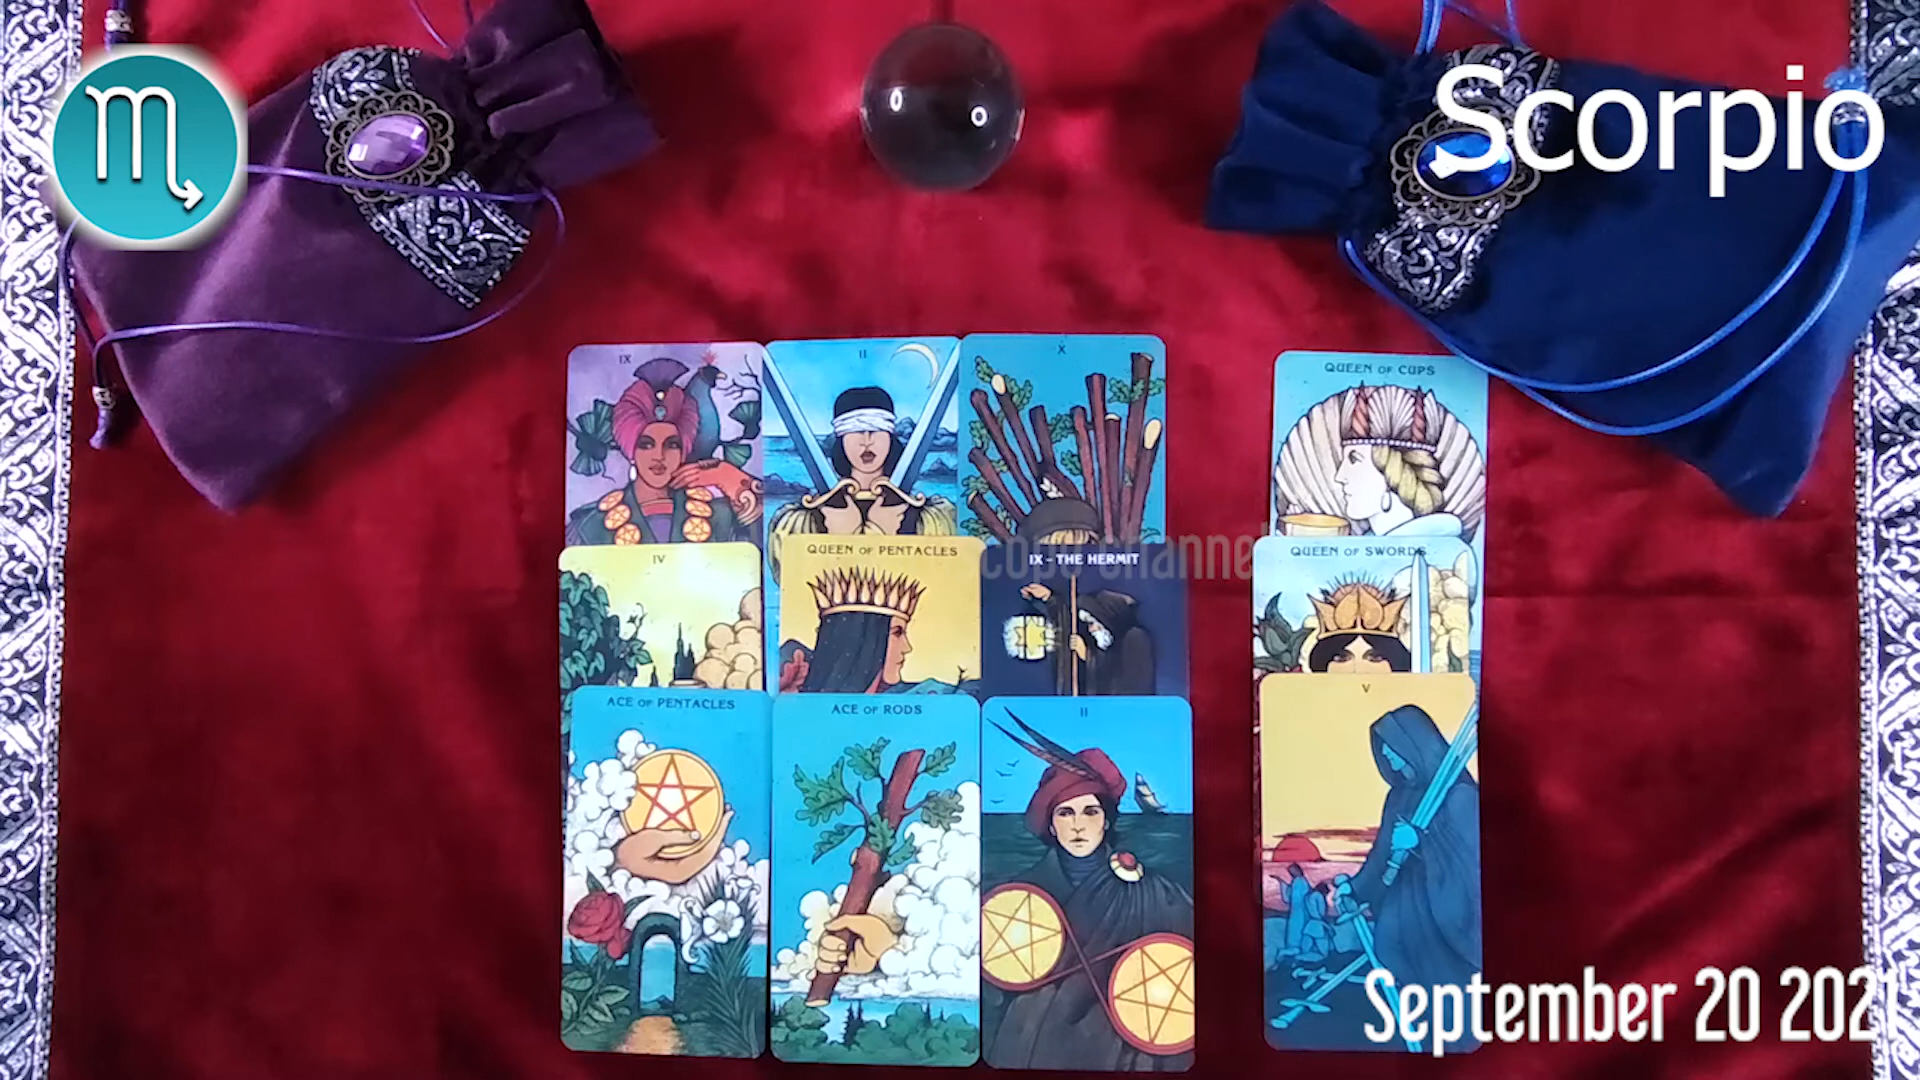 Scorpio
IX
II
X
QUEEN OF CUPS
IV
QUEEN OF PENTACLES
IX - THE HERMIT
QUEEN OF SWORDS
channel
ACE OF PENTACLES
ACE OF RODS
II
V
September 20 2021